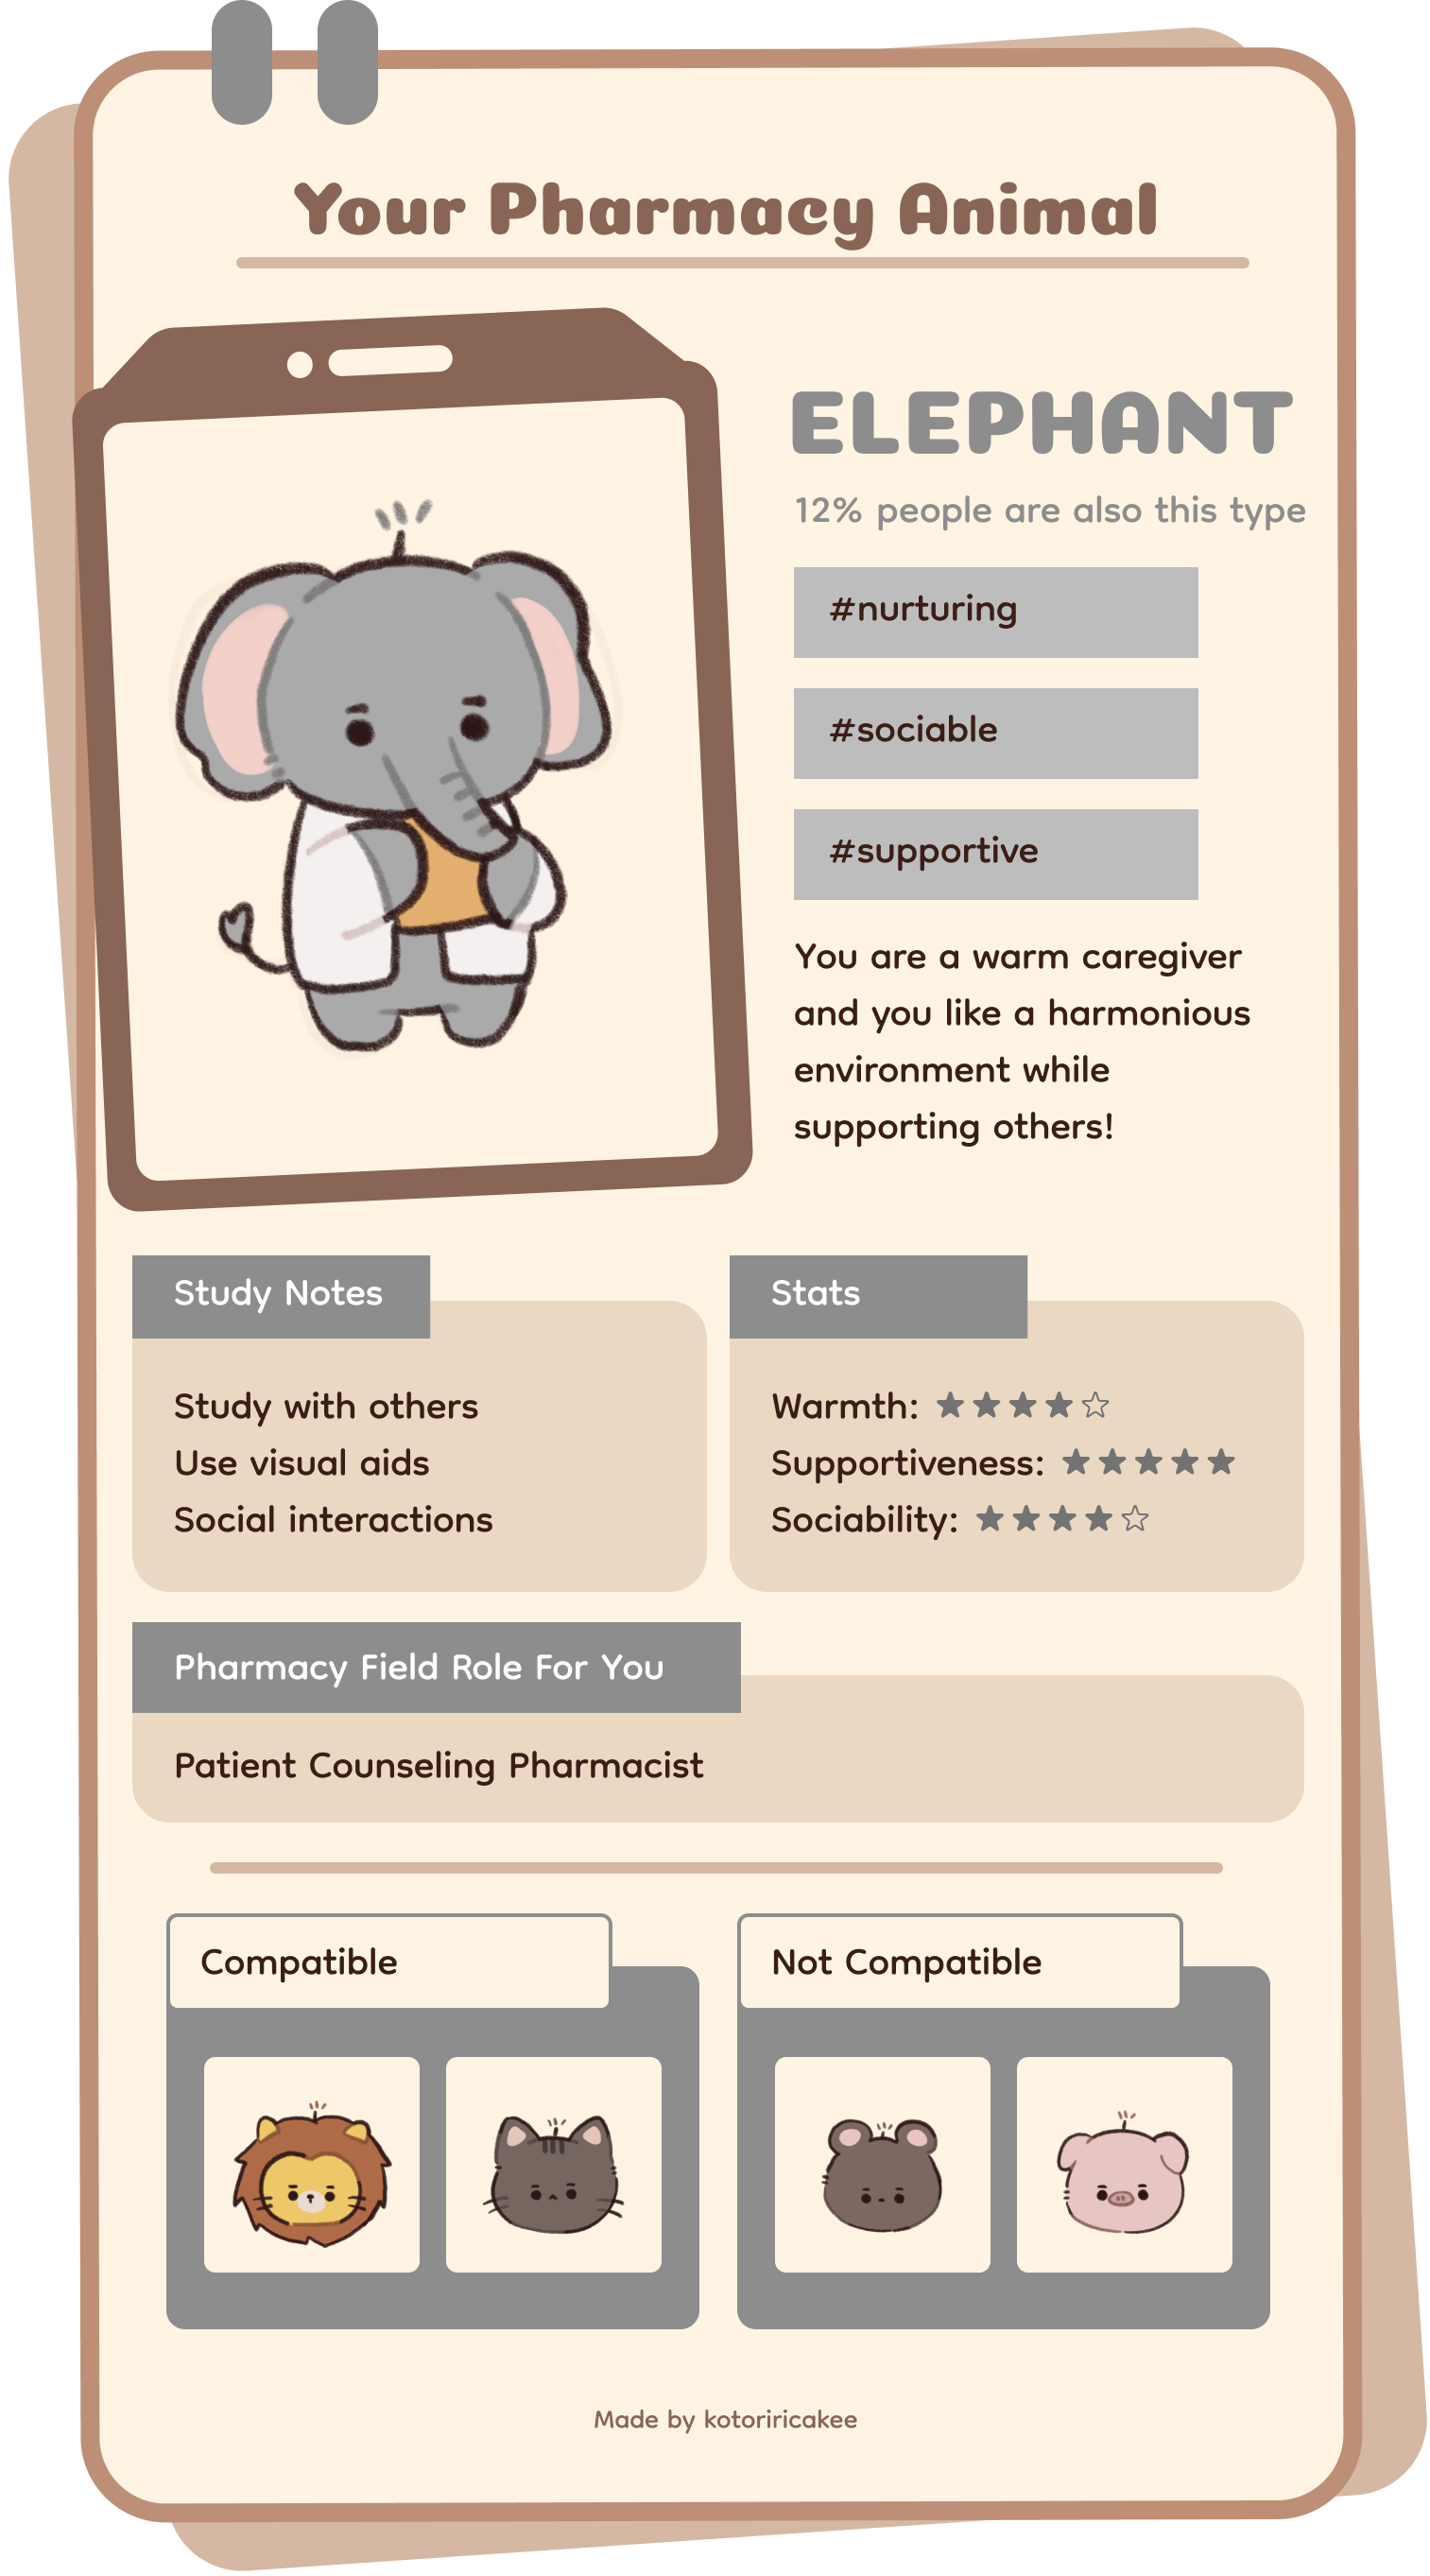 Your Pharmacy Animal
ELEPHANT
12% people are also this type
#nurturing
#sociable
#supportive
You are a warm caregiver
and you like a harmonious
environment while
supporting others!
Study Notes
Study with others
Use visual aids
Social interactions
Stats
Warmth: ★★★★☆
Supportiveness: ★★★★★
Sociability: ★★★★☆
Pharmacy Field Role For You
Patient Counseling Pharmacist
Compatible
Not Compatible
Made by kotoriricakee